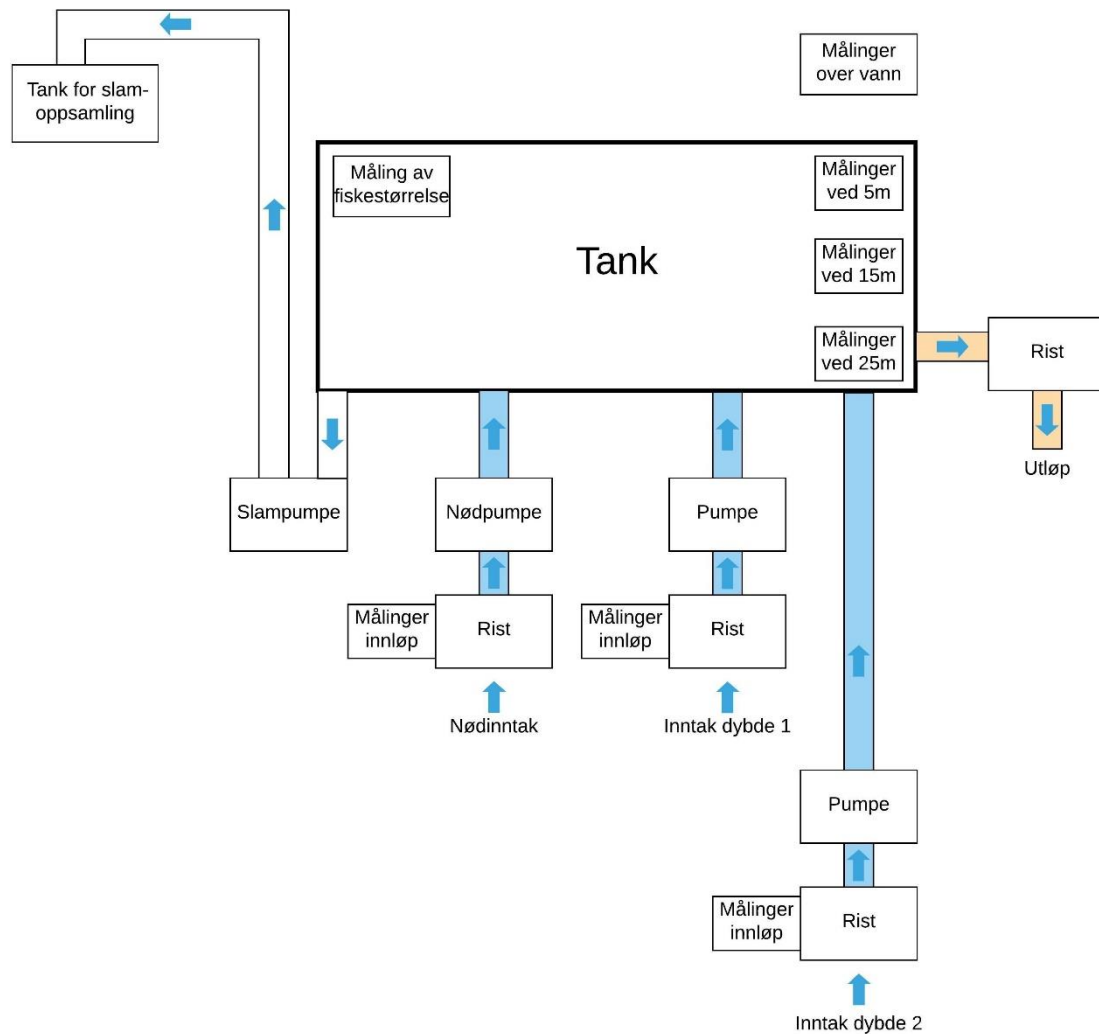 Målinger
over vann
Tank for slam-
oppsamling
Måling av
fiskestørrelse
Målinger
ved 5m
Tank
Målinger
ved 15m
Målinger
ved 25m
Rist
Utløp
Slampumpe
Nødpumpe
Pumpe
Målinger
innløp
Rist
Målinger
innløp
Rist
Nødinntak
Inntak dybde 1
Pumpe
Målinger
innløp
Rist
Inntak dybde 2